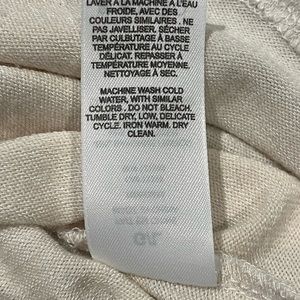 LAVER À LA MACHINE À L'EAU
FROIDE, AVEC DES
COULEURS SIMILAIRES . NE
PAS JAVELLISER. SÉCHER
PAR CULBUTAGE À BASSE
TEMPÉRATURE AU CYCLE
DÉLICAT. REPASSER À
TEMPÉRATURE MOYENNE.
NETTOYAGE À SEC.
MACHINE WASH COLD
WATER, WITH SIMILAR
COLORS . DO NOT BLEACH.
TUMBLE DRY, LOW, DELICATE
CYCLE. IRON WARM. DRY
CLEAN.